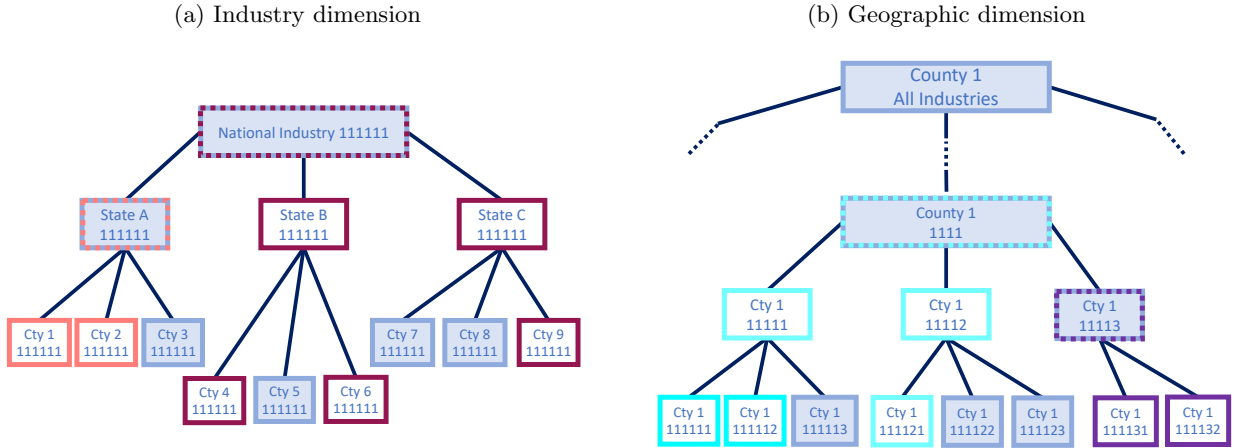 (a) Industry dimension
National Industry 111111
State A
111111
State B
111111
State C
111111
Cty 1
111111
Cty 2
111111
Cty 3
111111
Cty 4
111111
Cty 5
111111
Cty 6
111111
Cty 7
111111
Cty 8
111111
Cty 9
111111
(b) Geographic dimension
County 1
All Industries
County 1
1111
Cty 1
11111
Cty 1
11112
Cty 1
11113
Cty 1
111111
Cty 1
111112
Cty 1
111113
Cty 1
111121
Cty 1
111122
Cty 1
111123
Cty 1
111131
Cty 1
111132